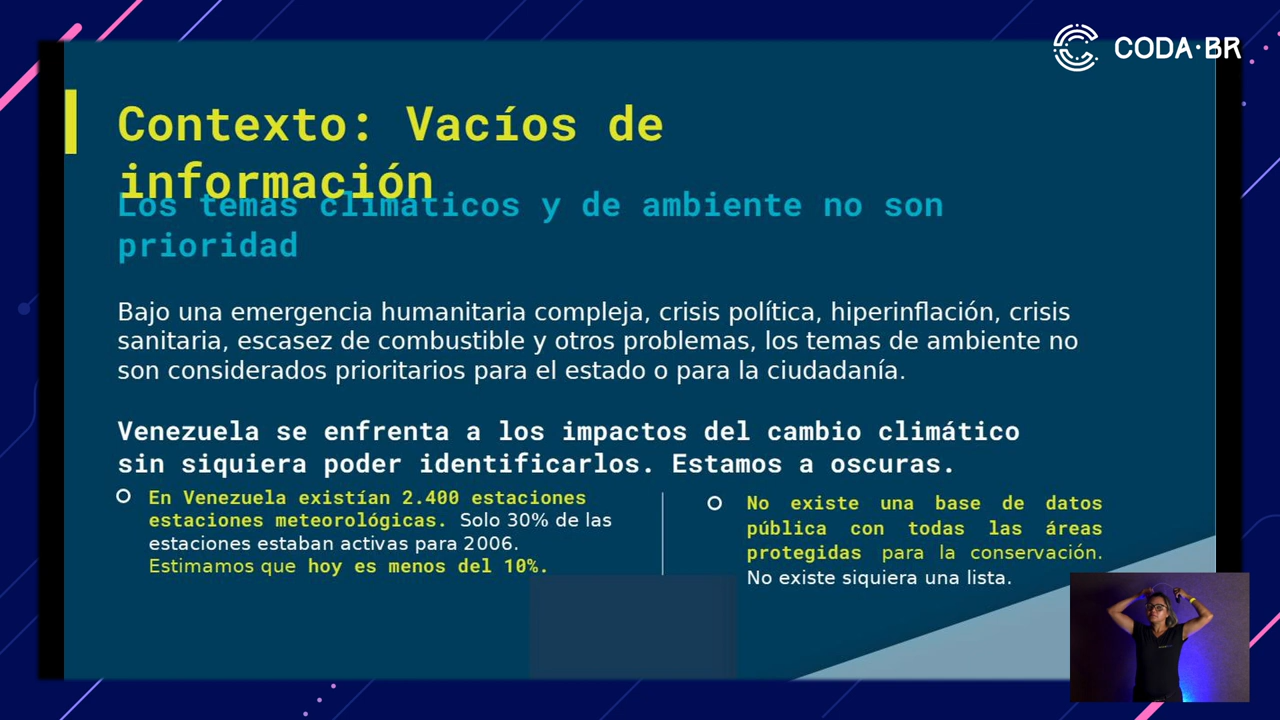 CODA·BR
Contexto: Vacíos de
información
Los temas climáticos y de ambiente no son
prioridad
Bajo una emergencia humanitaria compleja, crisis política, hiperinflación, crisis
sanitaria, escasez de combustible y otros problemas, los temas de ambiente no
son considerados prioritarios para el estado o para la ciudadanía.
Venezuela se enfrenta a los impactos del cambio climático
sin siquiera poder identificarlos. Estamos a oscuras.
En Venezuela existían 2.400 estaciones
estaciones meteorológicas. Solo 30% de las
estaciones estaban activas para 2006.
Estimamos que hoy es menos del 10%.
No existe una base de datos
pública con todas las áreas
protegidas para la conservación.
No existe siquiera una lista.